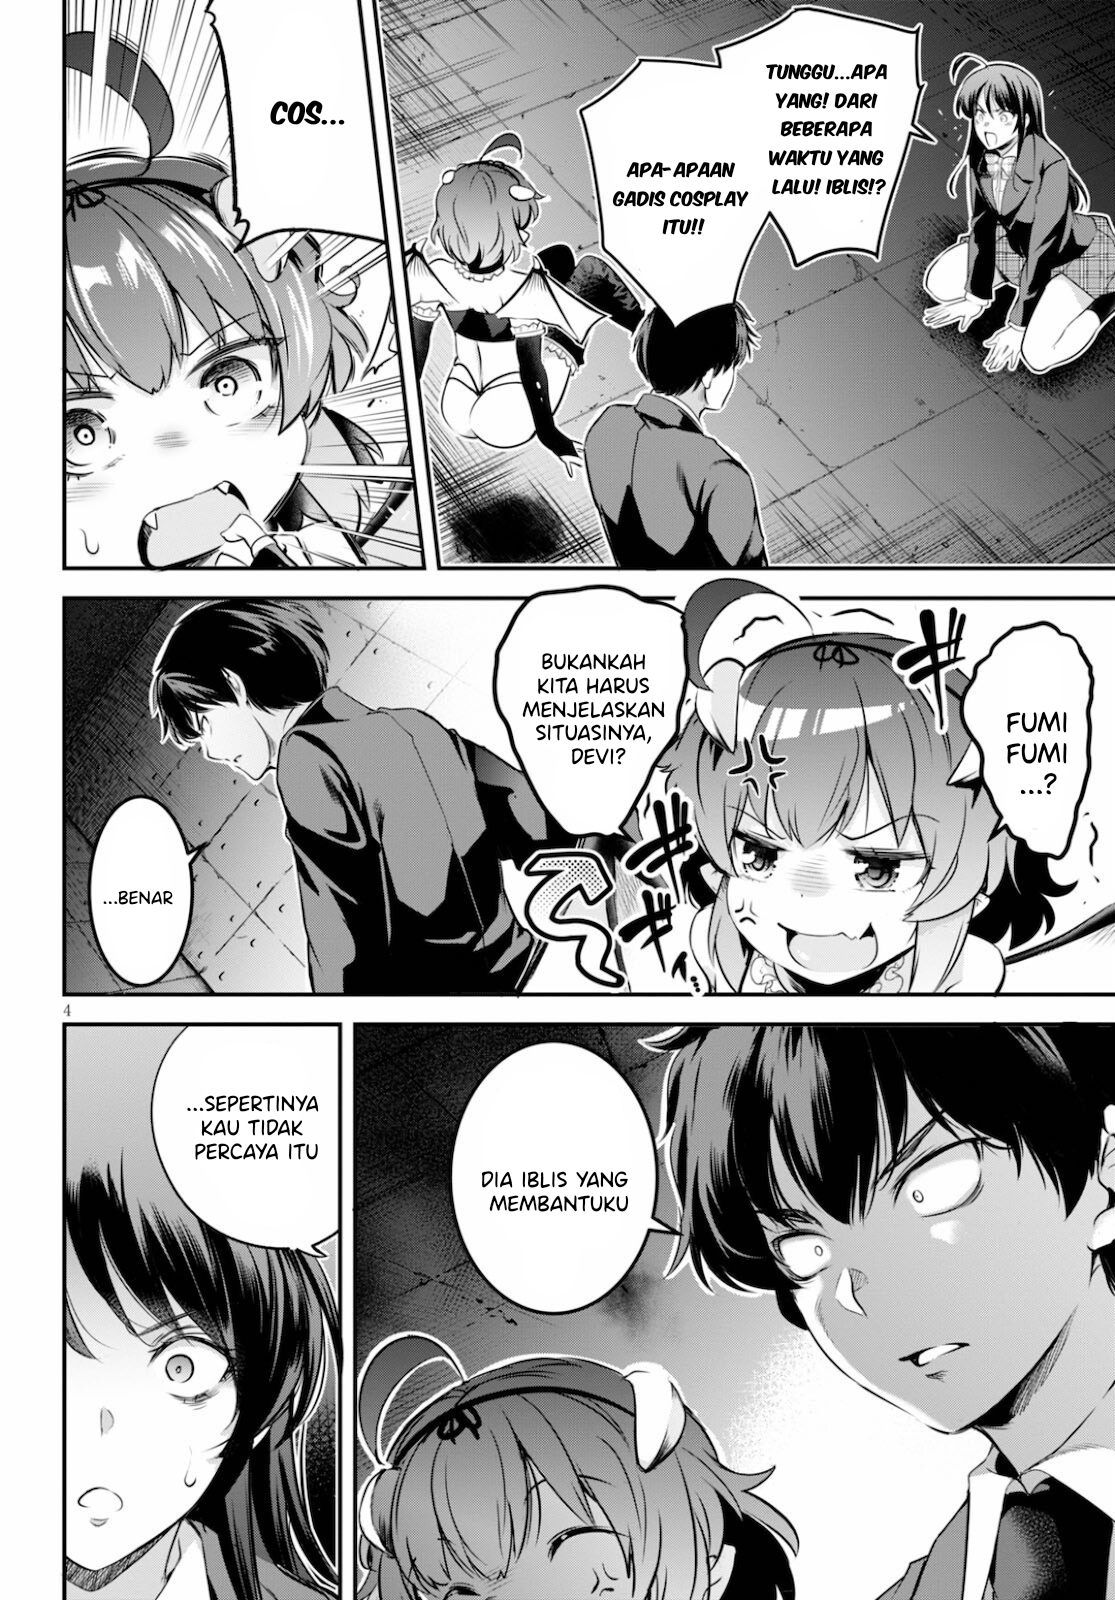 TUNGGU...APA
YANG! DARI
BEBERAPA
WAKTU YANG
LALU! IBLIS!?
APA-APAAN
GADIS COSPLAY
ITU!!
COS...
FUMI
FUMI
...?
BUKANKAH
KITA HARUS
MENJELASKAN
SITUASINYA,
DEVI?
...BENAR
4
DIA IBLIS YANG
MEMBANTUKU
...SEPERTINYA
KAU TIDAK
PERCAYA ITU